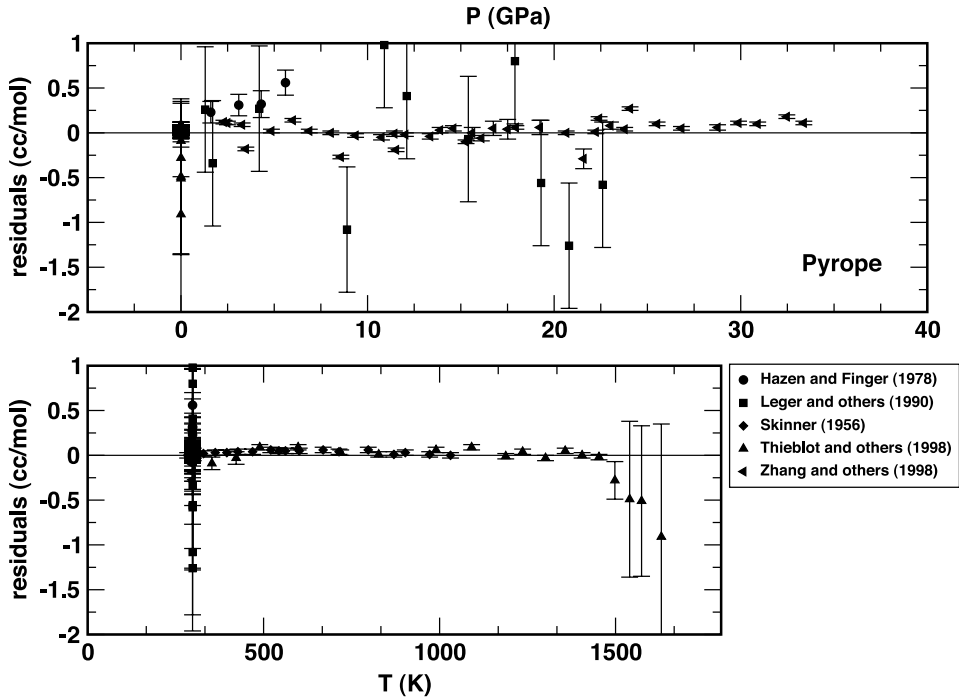 P (GPa)
1
0.5
0
-0.5
-1
-1.5
-2
residuals (cc/mol)
Pyrope
0
10
20
30
40
1
0.5
0
-0.5
-1
-1.5
-2
residuals (cc/mol)
0
500
1000
1500
T (K)
Hazen and Finger (1978)
Leger and others (1990)
Skinner (1956)
Thieblot and others (1998)
Zhang and others (1998)